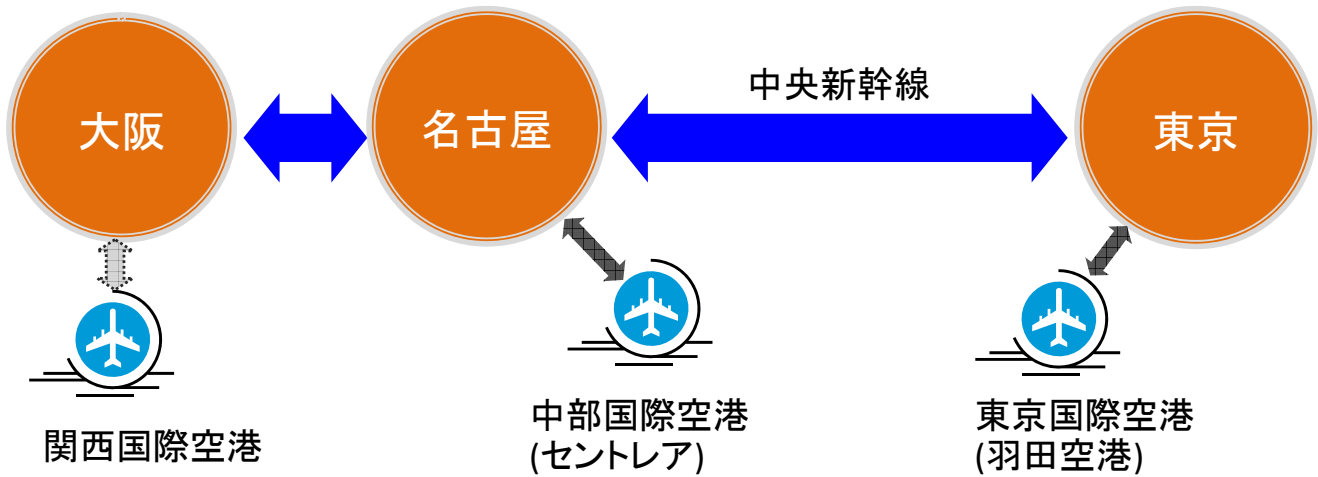 中央新幹線
大阪
名古屋
東京
関西国際空港
中部国際空港
(セントレア)
東京国際空港
(羽田空港)